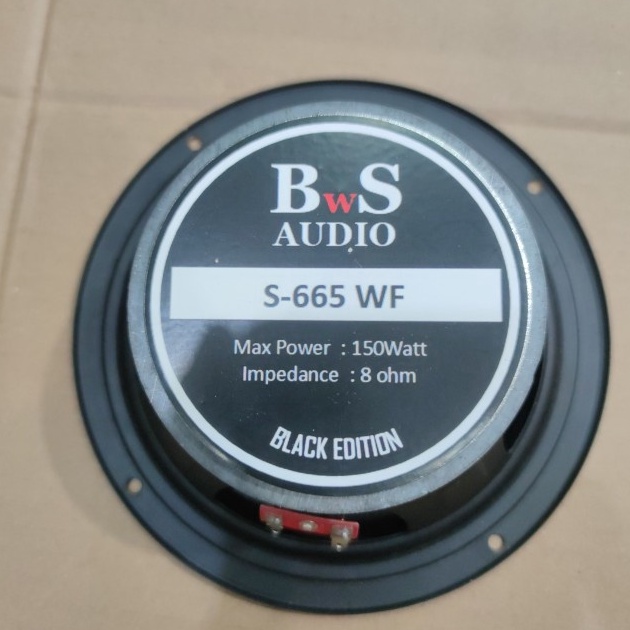 BwS
AUDIO
S-665 WF
Max Power : 150Watt
Impedance : 8 ohm
BLACK EDITION